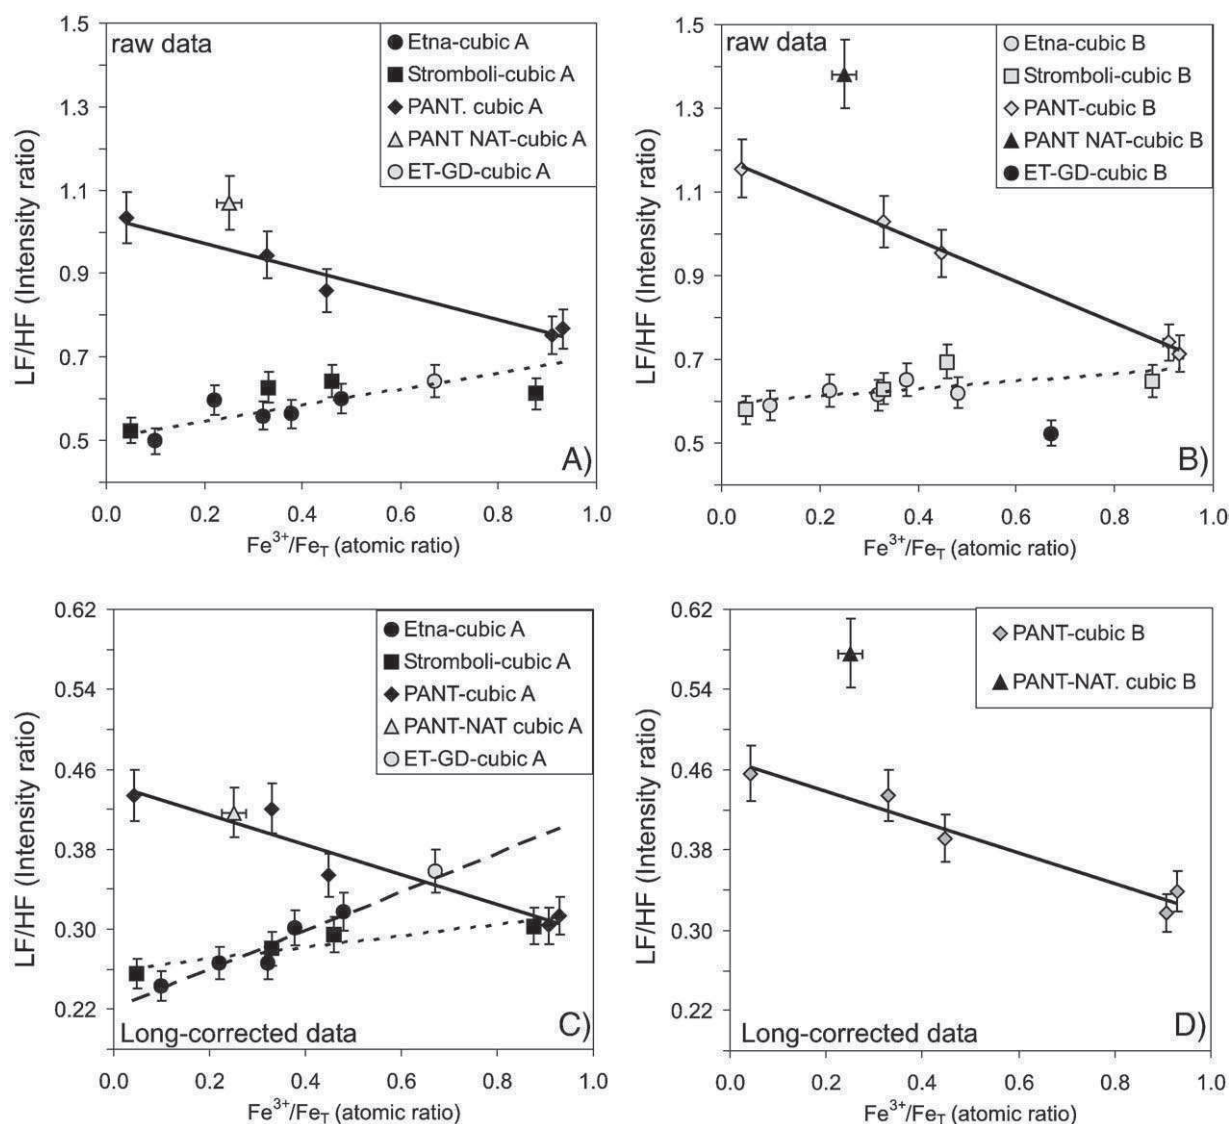 raw data
Etna-cubic A
Stromboli-cubic A
PANT. cubic A
PANT NAT-cubic A
ET-GD-cubic A
LF/HF (Intensity ratio)
1.5
1.3
1.1
0.9
0.7
0.5
A)
0.0 0.2 0.4 0.6 0.8 1.0
Fe³⁺/Fe_T (atomic ratio)
raw data
Etna-cubic B
Stromboli-cubic B
PANT-cubic B
PANT NAT-cubic B
ET-GD-cubic B
LF/HF (Intensity ratio)
1.5
1.3
1.1
0.9
0.7
0.5
B)
0.0 0.2 0.4 0.6 0.8 1.0
Fe³⁺/Fe_T (atomic ratio)
Etna-cubic A
Stromboli-cubic A
PANT-cubic A
PANT-NAT cubic A
ET-GD-cubic A
LF/HF (Intensity ratio)
0.62
0.54
0.46
0.38
0.30
0.22
Long-corrected data
C)
0.0 0.2 0.4 0.6 0.8 1.0
Fe³⁺/Fe_T (atomic ratio)
PANT-cubic B
PANT-NAT. cubic B
LF/HF (Intensity ratio)
0.62
0.54
0.46
0.38
0.30
0.22
Long-corrected data
D)
0.0 0.2 0.4 0.6 0.8 1.0
Fe³⁺/Fe_T (atomic ratio)